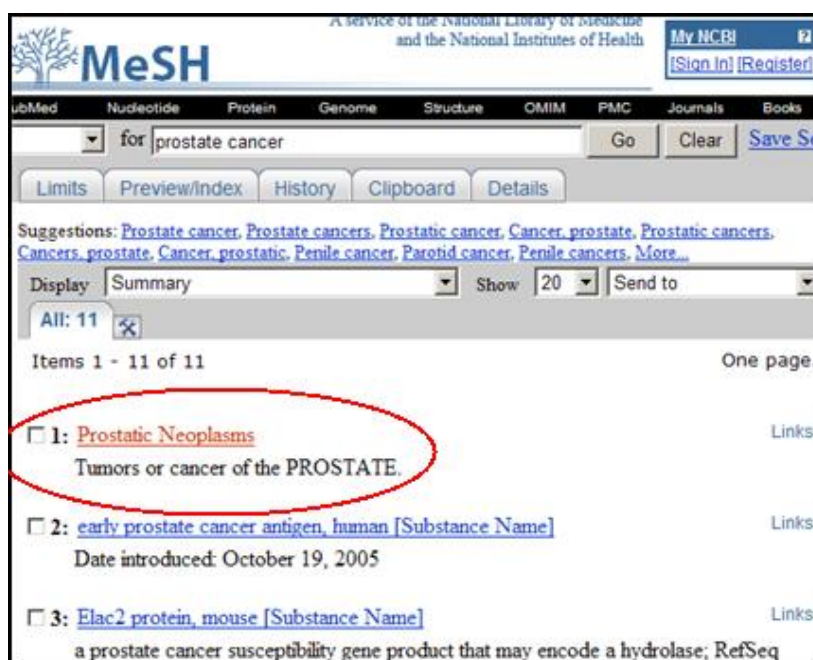 A service of the National Library of Medicine
and the National Institutes of Health
My NCBI ?
[Sign In] [Register]
MeSH
ubMed Nucleotide Protein Genome Structure OMIM PMC Journals Books
for prostate cancer Go Clear Save Se
Limits Preview/Index History Clipboard Details
Suggestions: Prostate cancer, Prostate cancers, Prostatic cancer, Cancer, prostate, Prostatic cancers,
Cancers, prostate, Cancer, prostatic, Penile cancer, Parotid cancer, Penile cancers, More...
Display Summary Show 20 Send to
All: 11
Items 1 - 11 of 11 One page.
1: Prostatic Neoplasms Links
Tumors or cancer of the PROSTATE.
2: early prostate cancer antigen, human [Substance Name] Links
Date introduced: October 19, 2005
3: Elac2 protein, mouse [Substance Name] Links
a prostate cancer susceptibility gene product that may encode a hydrolase; RefSeq